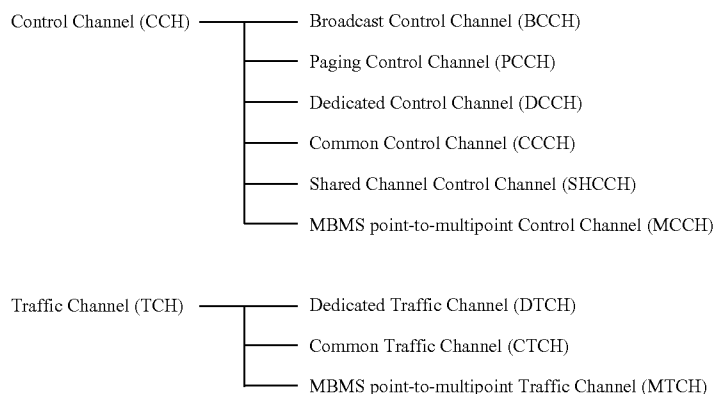 Control Channel (CCH)
Broadcast Control Channel (BCCH)
Paging Control Channel (PCCH)
Dedicated Control Channel (DCCH)
Common Control Channel (CCCH)
Shared Channel Control Channel (SHCCH)
MBMS point-to-multipoint Control Channel (MCCH)
Traffic Channel (TCH)
Dedicated Traffic Channel (DTCH)
Common Traffic Channel (CTCH)
MBMS point-to-multipoint Traffic Channel (MTCH)